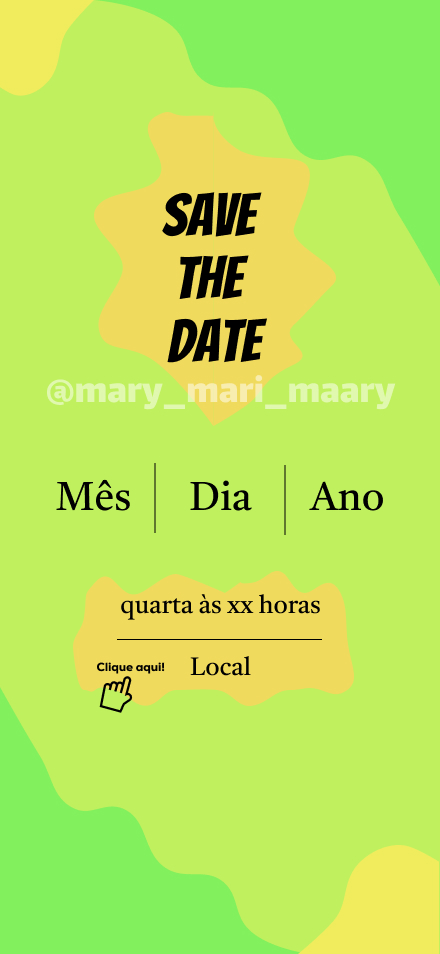 SAVE
THE
DATE
@mary_mari_maary
Mês Dia Ano
quarta às xx horas
Clique aqui! Local